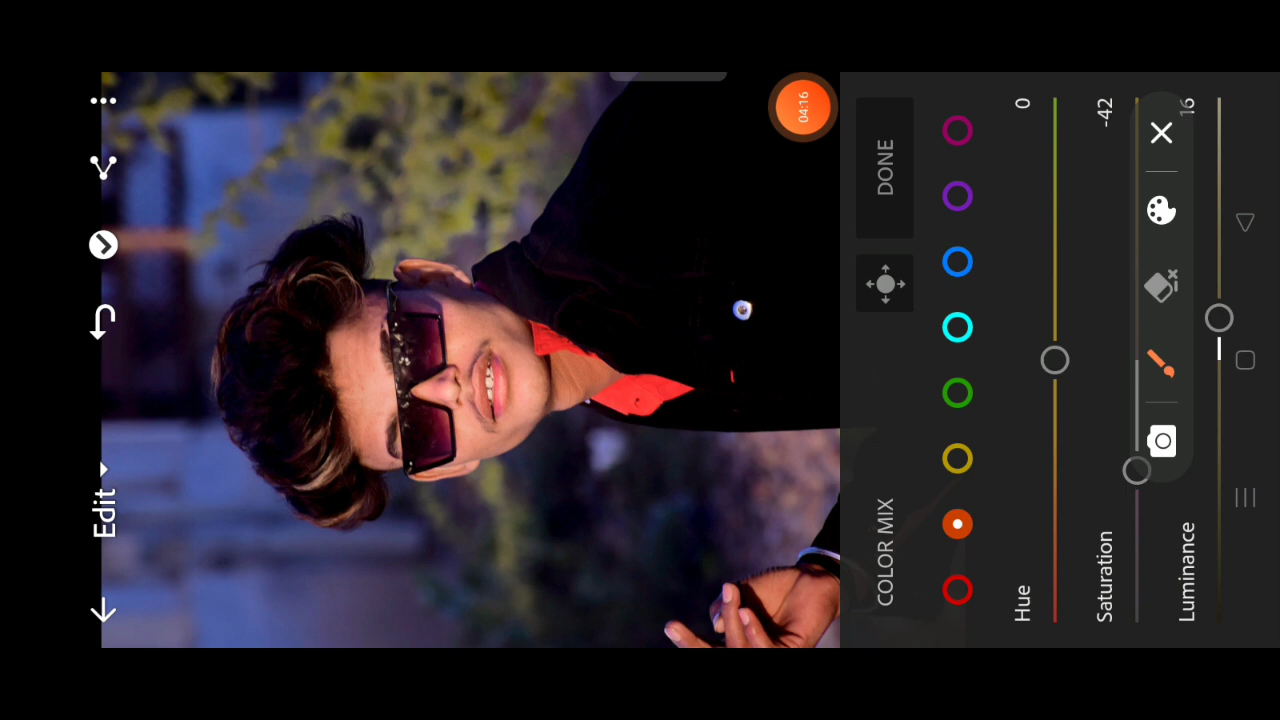 Edit
04:16
COLOR MIX
DONE
Hue 0
Saturation -42
Luminance 16